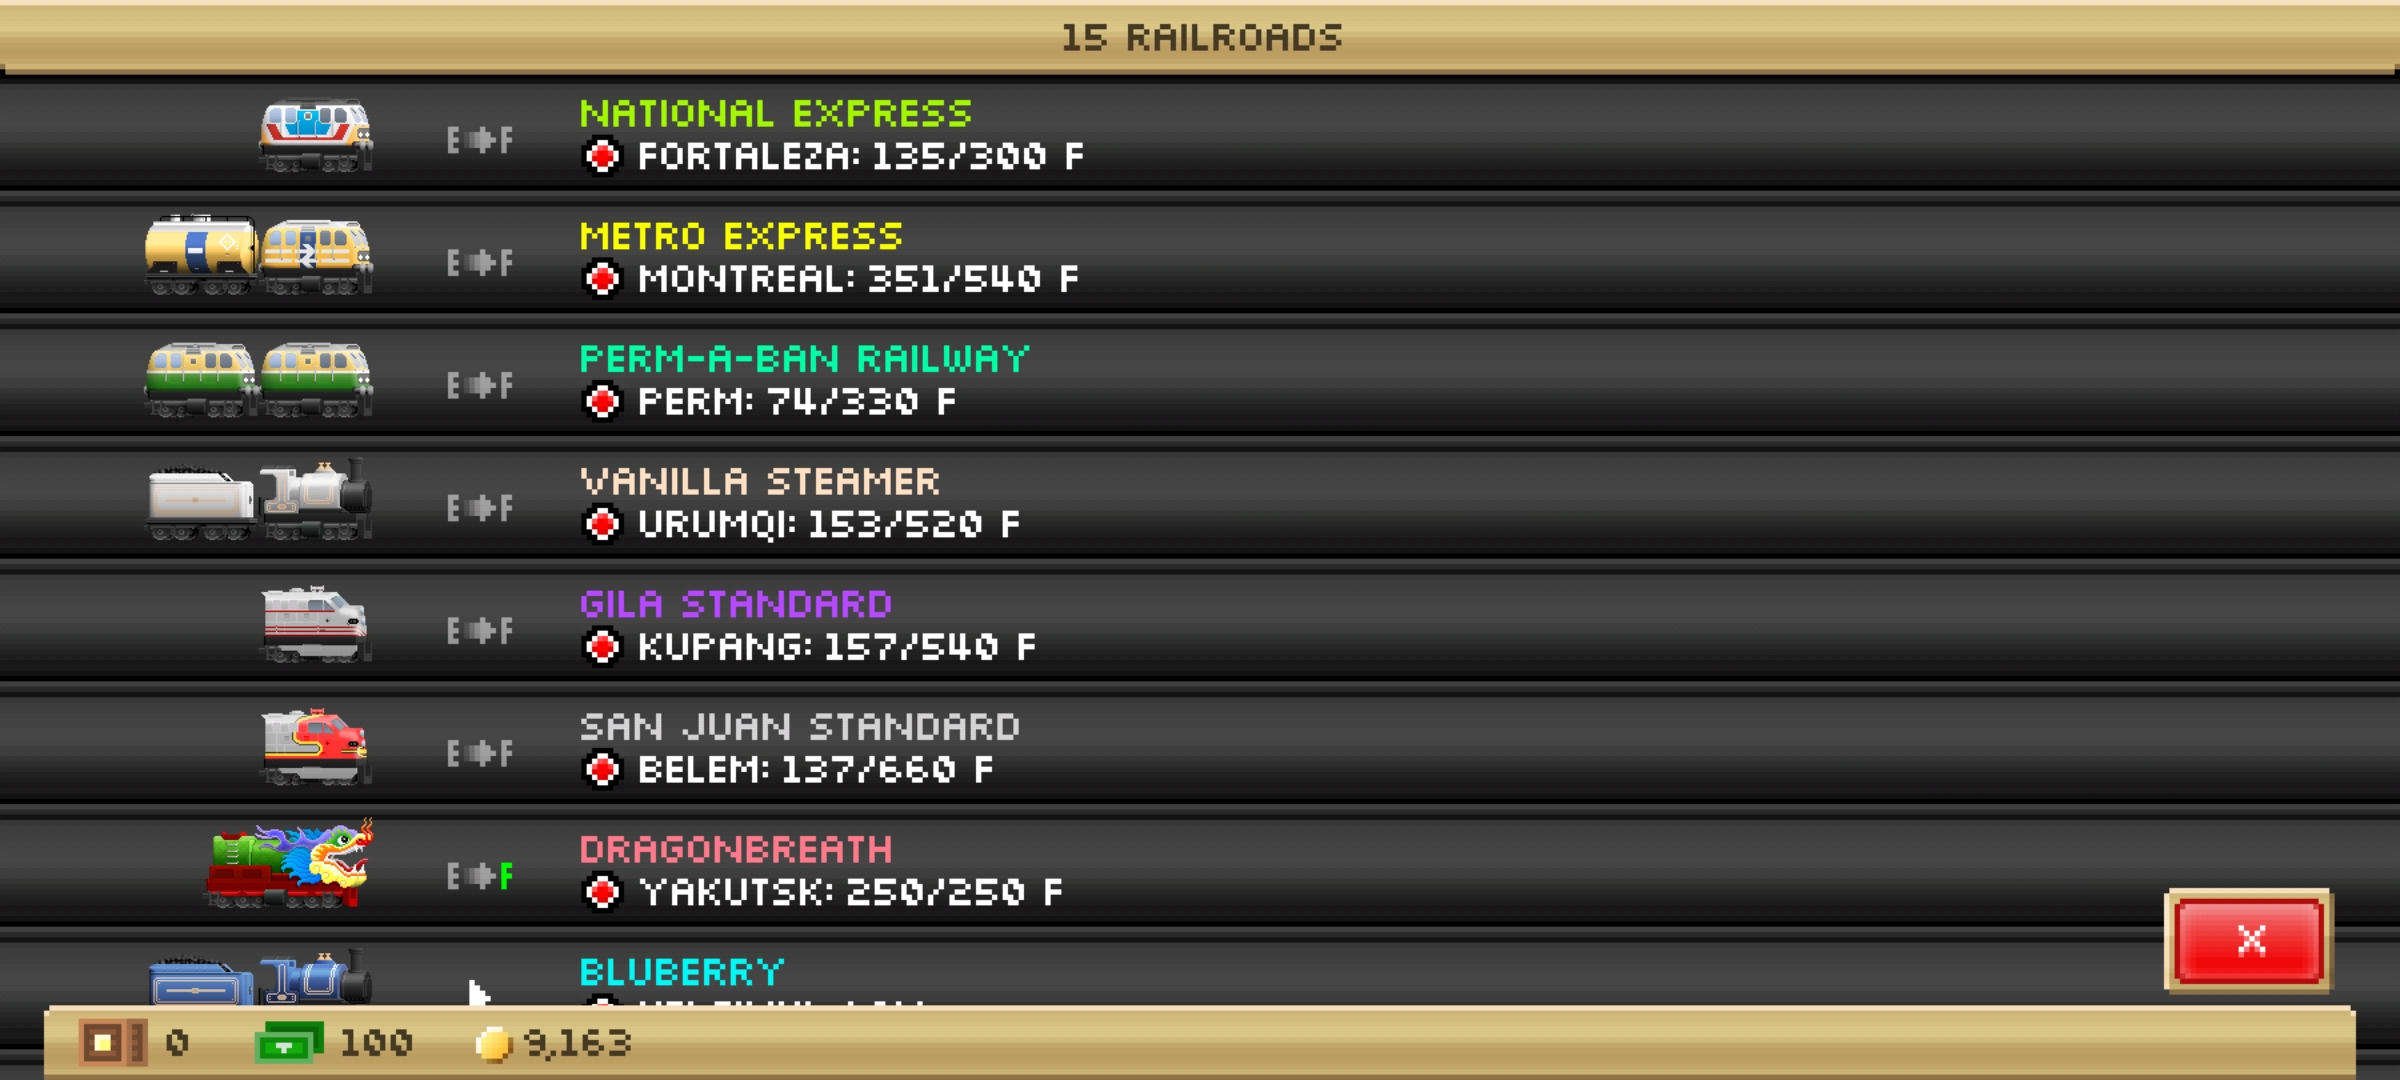 15 RAILROADS
NATIONAL EXPRESS
E F
FORTALEZA: 135/300 F
METRO EXPRESS
E F
MONTREAL: 351/540 F
PERM-A-BAN RAILWAY
E F
PERM: 74/330 F
VANILLA STEAMER
E F
URUMQI: 153/520 F
GILA STANDARD
E F
KUPANG: 157/540 F
SAN JUAN STANDARD
E F
BELEM: 137/660 F
DRAGONBREATH
E F
YAKUTSK: 250/250 F
X
BLUBERRY
0 100 9,163